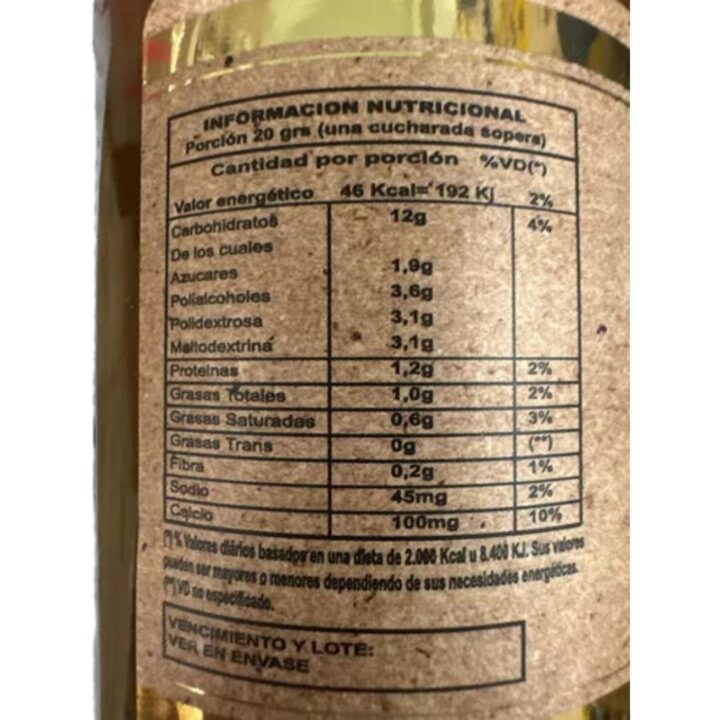 INFORMACION NUTRICIONAL
Porción 20 grs (una cucharada sopera)
Cantidad por porción %VD(*)
Valor energético 46 Kcal= 192 Kj 2%
Carbohidratos 12g 4%
De los cuales
Azucares 1,9g
Polialcoholes 3,6g
Polidextrosa 3,1g
Maltodextrina 3,1g
Proteinas 1,2g 2%
Grasas Totales 1,0g 2%
Grasas Saturadas 0,6g 3%
Grasas Trans 0g (**)
Fibra 0,2g 1%
Sodio 45mg 2%
Calcio 100mg 10%
(*) % Valores diários basados en una dieta de 2.000 Kcal u 8.400 KJ. Sus valores
pueden ser mayores o menores dependiendo de sus necesidades energéticas.
(**) VD no especificado.
VENCIMIENTO Y LOTE:
VER EN ENVASE